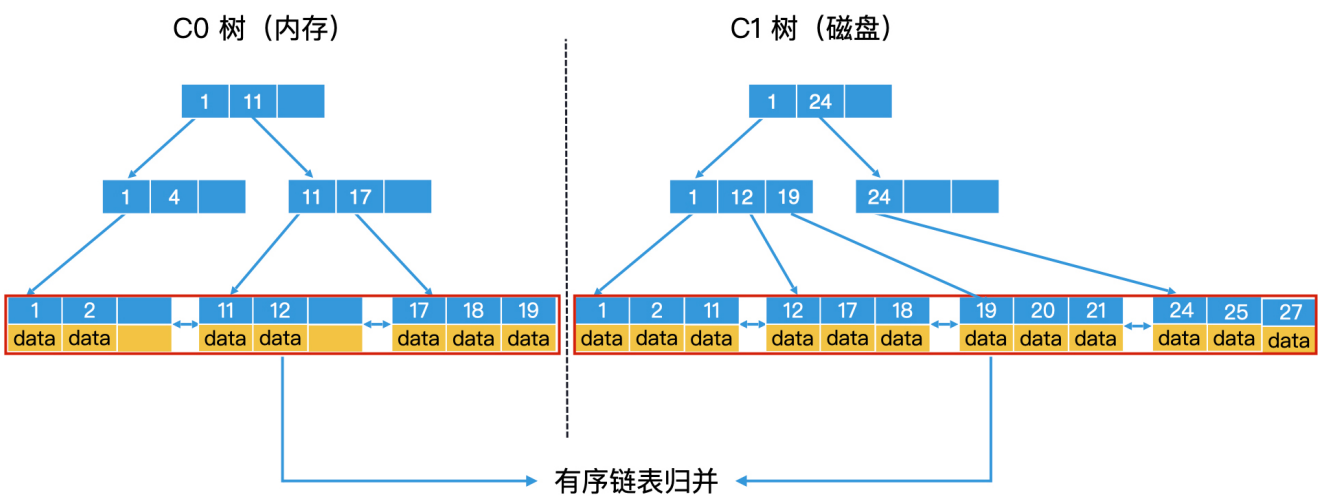 C0 树（内存） C1 树（磁盘）
1 11 1 24
1 4 11 17 1 12 19 24
1 2 11 12 17 18 19 1 2 11 12 17 18 19 20 21 24 25 27
data data data data data data data data data data data data data data data data data data data
有序链表归并